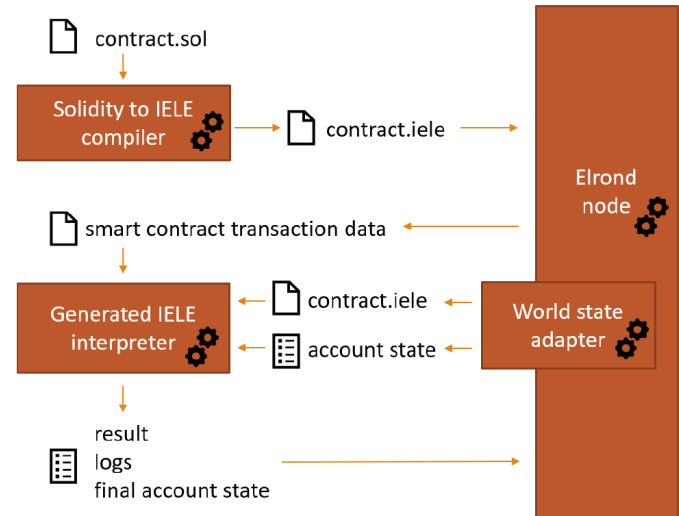 contract.sol
Solidity to IELE
compiler
contract.iele
Elrond
node
smart contract transaction data
Generated IELE
interpreter
contract.iele
account state
World state
adapter
result
logs
final account state